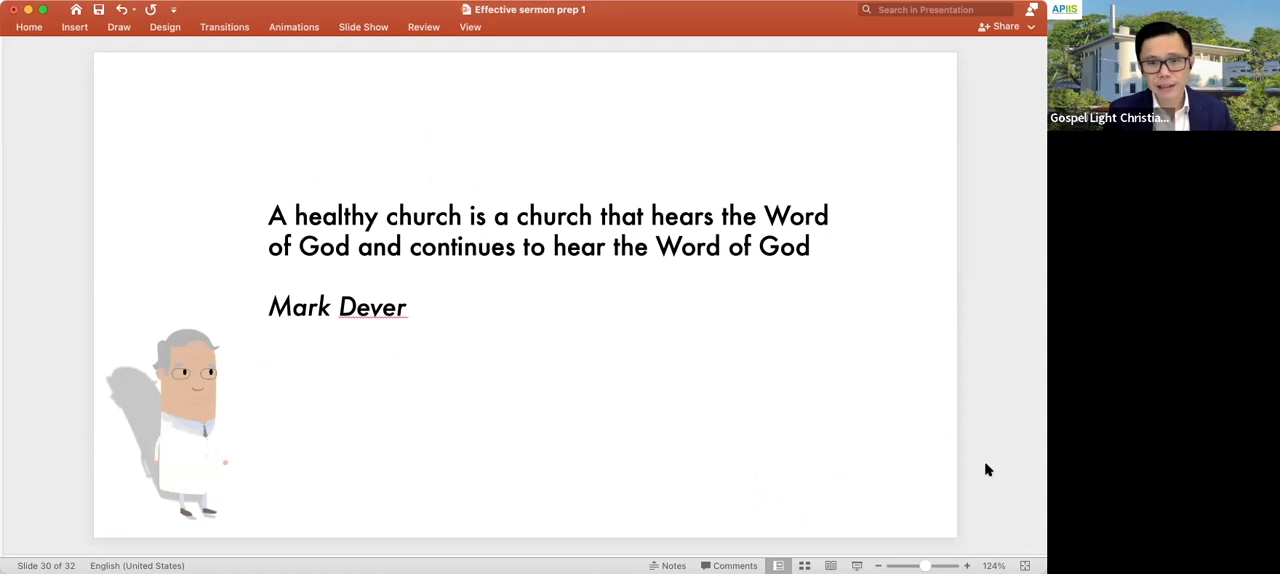 Effective sermon prep 1
Search in Presentation
Home Insert Draw Design Transitions Animations Slide Show Review View
Share
APIIS
Gospel Light Christia...
A healthy church is a church that hears the Word
of God and continues to hear the Word of God
Mark Dever
Slide 30 of 32 English (United States)
Notes Comments
124%